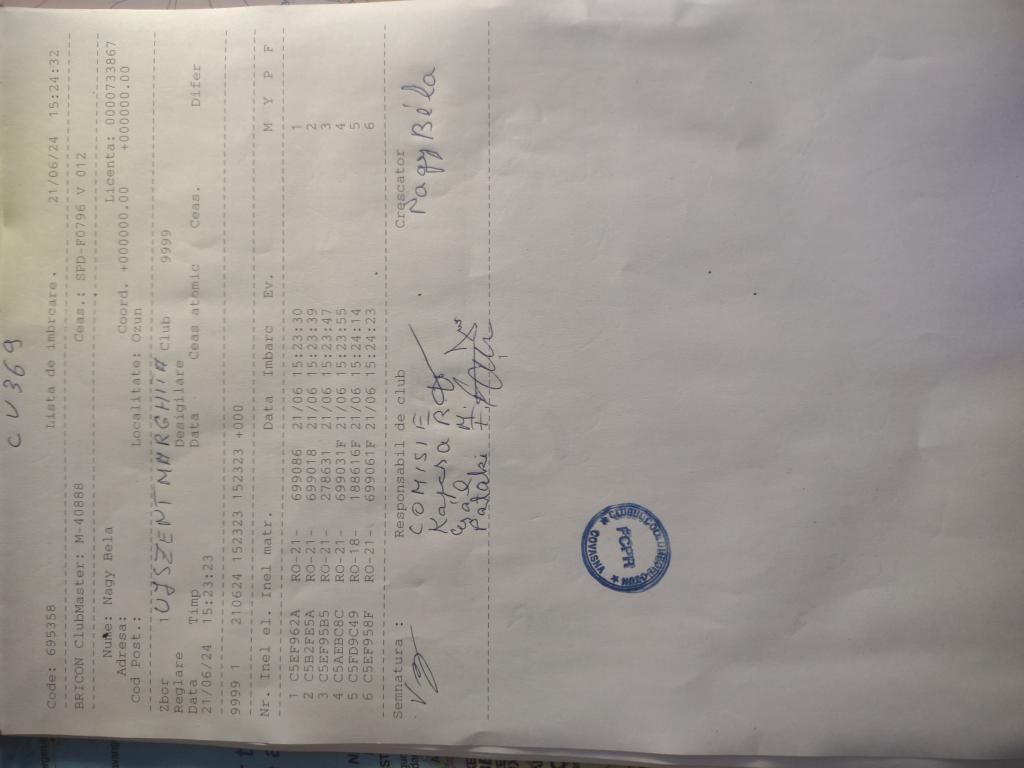 CU369
Code: 695358 Lista de imbrcare. 21/06/24 15:24:32
BRICON ClubMaster: M-40888 Ceas.: SPD-F0796 V 012
Nume: Nagy Bela Licenta: 0000733867
Adresa: Coord. +000000.00 +000000.00
Cod Post.: Localitate: Ozun
Zbor 1 UJSZENTMARGHITA Club 9999
Reglare Desigilare
Data Timp Data Ceas atomic Ceas. Difer
21/06/24 15:23:23
9999 1 210624 152323 152323 +000
Nr. Inel el. Inel matr. Data Imbarc Ev. M Y P F
1 C5EF962A RO-21- 699086 21/06 15:23:30 1
2 C5B2FE5A RO-21- 699018 21/06 15:23:39 2
3 C5EF95B5 RO-21- 278631 21/06 15:23:47 3
4 C5AEBC8C RO-21- 699031F 21/06 15:23:55 4
5 C5FD9C49 RO-18- 188616F 21/06 15:24:14 5
6 C5EF958F RO-21- 699061F 21/06 15:24:23 6
Semnatura : Responsabil de club Crescator
COMISIE Nagy Béla
Pataki
FCPR
COVASNA